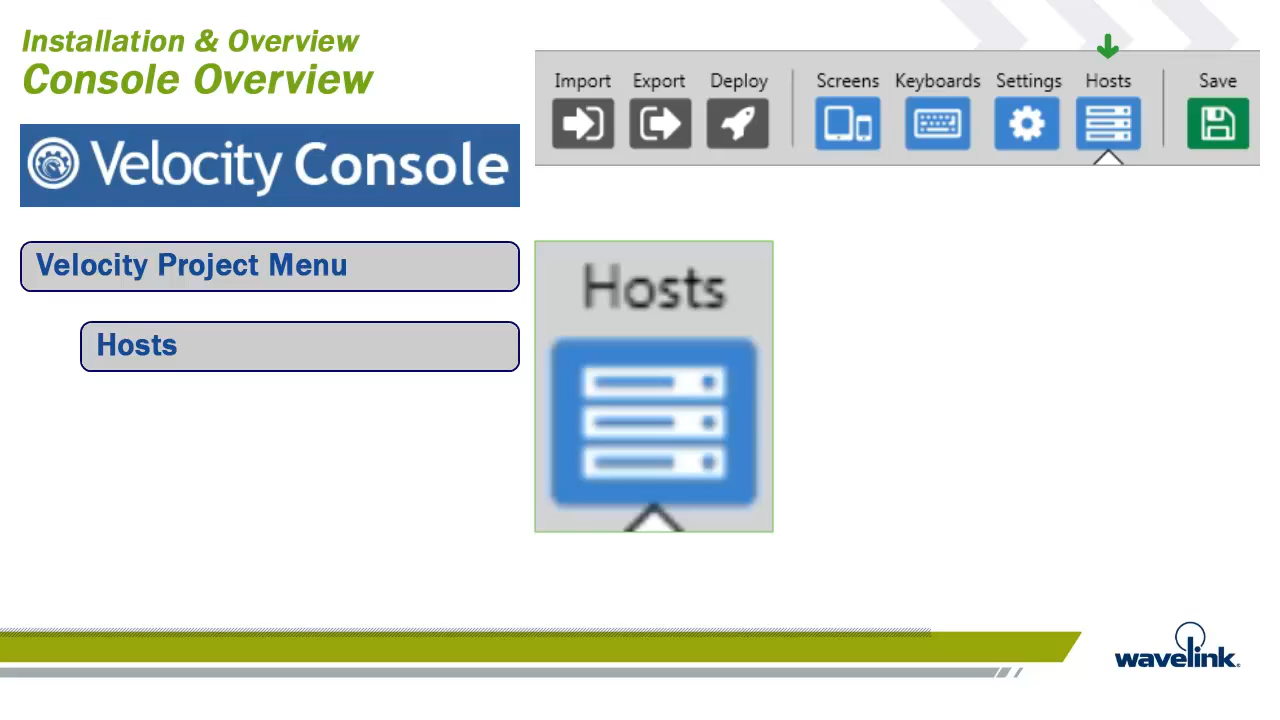 Installation & Overview
Console Overview
Velocity Console
Import Export Deploy Screens Keyboards Settings Hosts Save
Velocity Project Menu
Hosts
Hosts
wavelink®